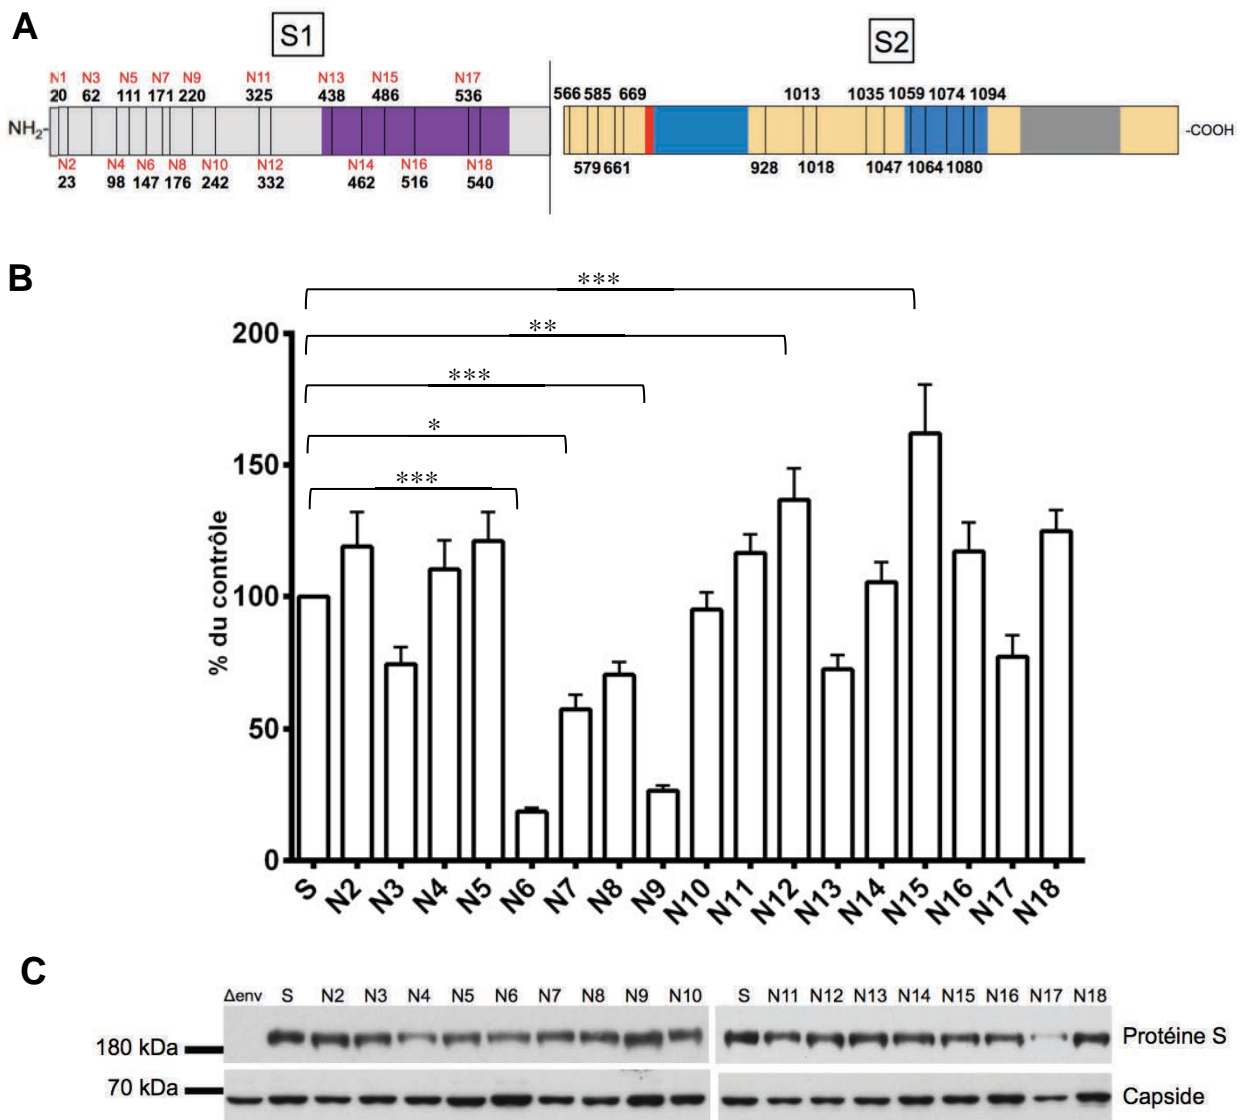 A
S1
S2
N1 N3 N5 N7 N9 N11 N13 N15 N17
20 62 111 171 220 325 438 486 536
566 585 669 1013 1035 1059 1074 1094
NH2- -COOH
N2 N4 N6 N8 N10 N12 N14 N16 N18
23 98 147 176 242 332 462 516 540
579 661 928 1018 1047 1064 1080
B
***
**
***
*
***
200
150
100
50
0
% du contrôle
S N2 N3 N4 N5 N6 N7 N8 N9 N10 N11 N12 N13 N14 N15 N16 N17 N18
C
Δenv S N2 N3 N4 N5 N6 N7 N8 N9 N10 S N11 N12 N13 N14 N15 N16 N17 N18
180 kDa Protéine S
70 kDa Capside